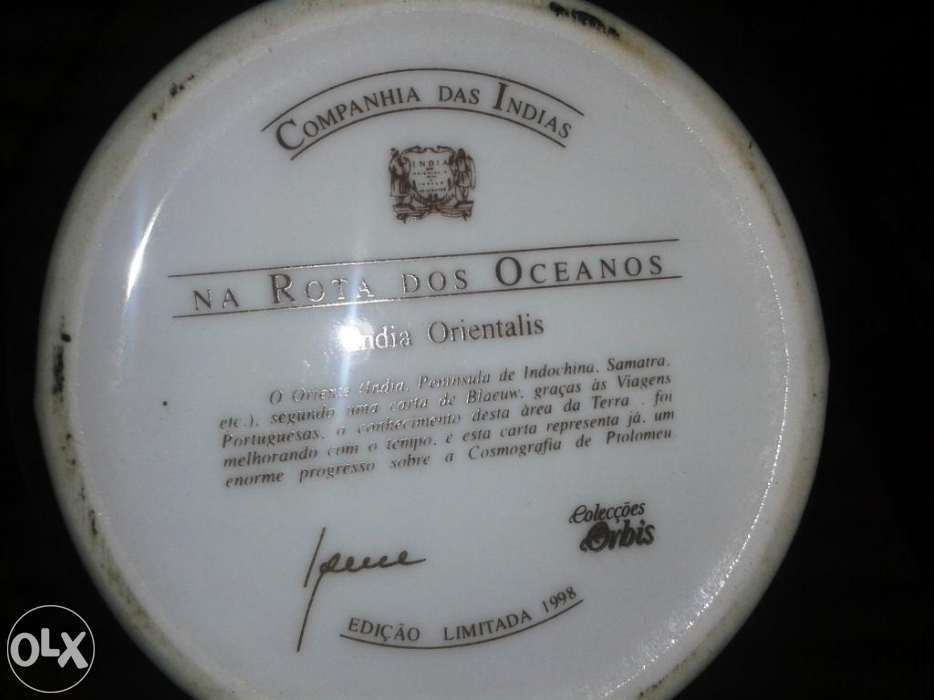 COMPANHIA DAS INDIAS
INDIA
NA ROTA DOS OCEANOS
India Orientalis
O Oriente (India, Peninsula de Indochina, Samatra,
etc.), segundo uma carta de Blaeuw, graças às Viagens
Portuguesas, o conhecimento desta àrea da Terra , foi
melhorando com o tempo, e esta carta representa já, um
enorme progresso sobre a Cosmografia de Ptolomeu
Colecções
Orbis
EDIÇÃO LIMITADA 1998
OLX